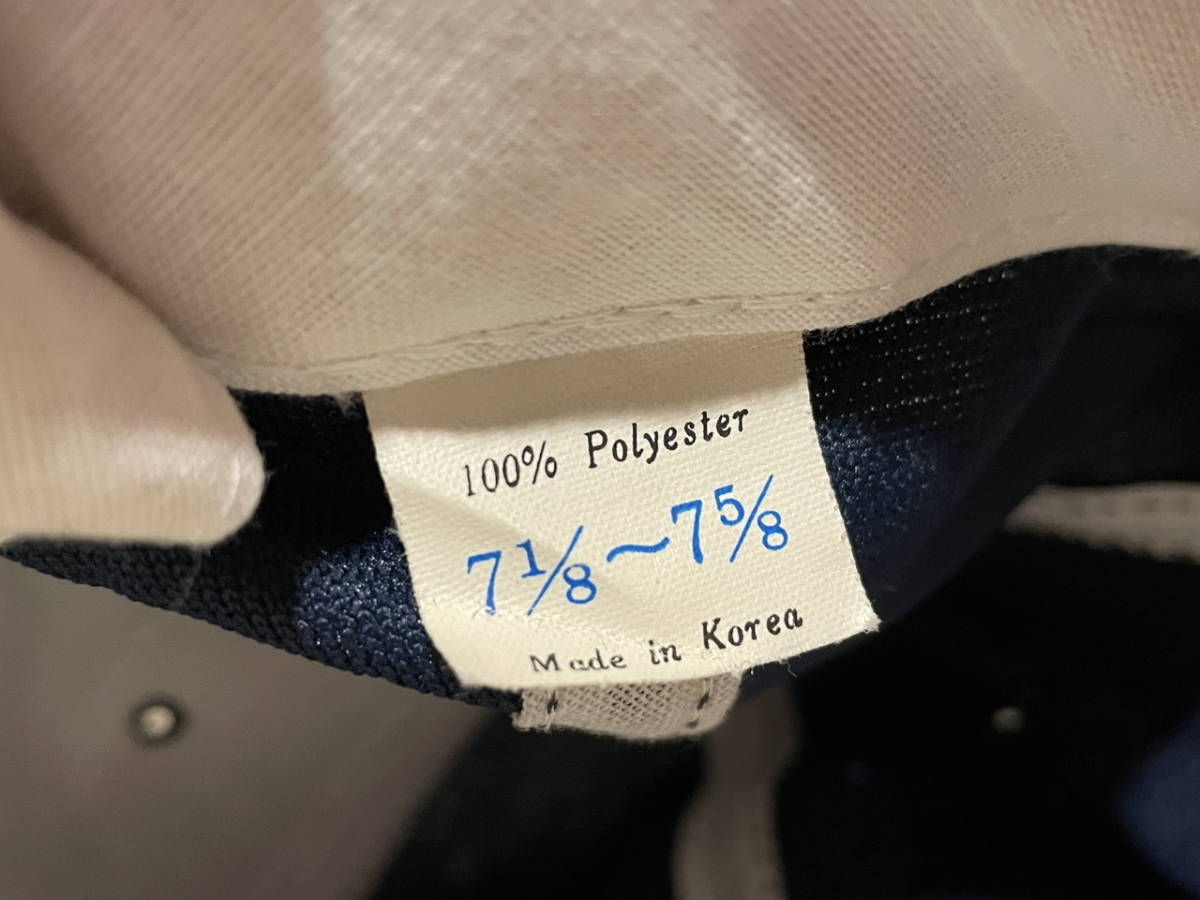 100% Polyester
7⅛~7⅝
Made in Korea